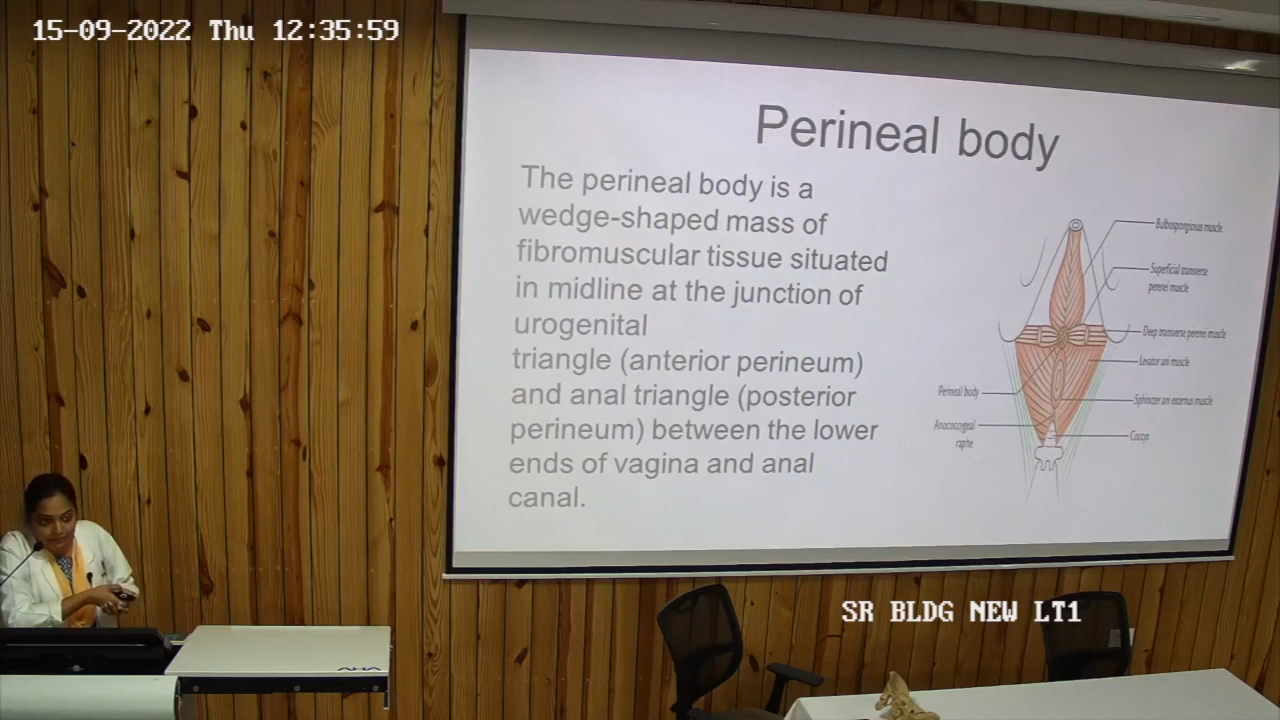 15-09-2022 Thu 12:35:59
Perineal body
The perineal body is a
wedge-shaped mass of
fibromuscular tissue situated
in midline at the junction of
urogenital
triangle (anterior perineum)
and anal triangle (posterior
perineum) between the lower
ends of vagina and anal
canal.
Bulbospongiosus muscle
Superficial transverse
perenei muscle
Deep transverse perenei muscle
Levator ani muscle
Perineal body
Sphincter ani externus muscle
Anococcygeal
raphe
Coccyx
SR BLDG NEW LT1